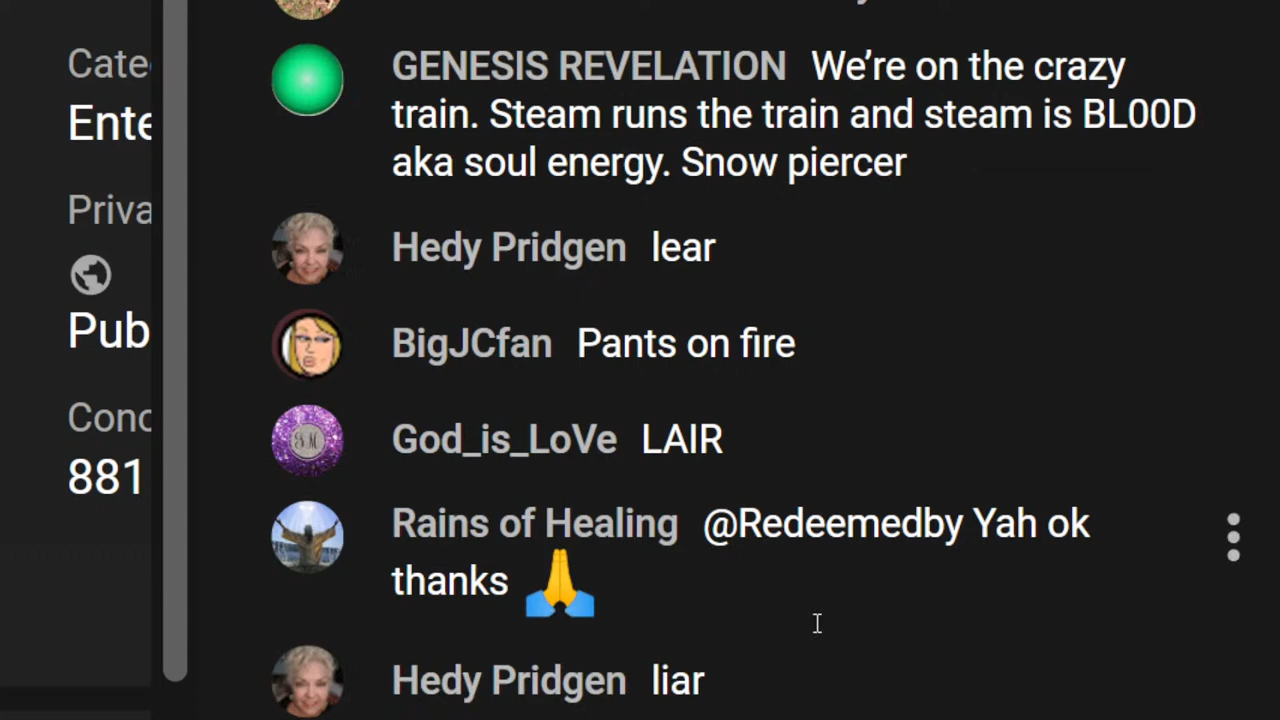 Cate
Ente
Priva
Pub
Conc
881
GENESIS REVELATION We’re on the crazy
train. Steam runs the train and steam is BL00D
aka soul energy. Snow piercer
Hedy Pridgen lear
BigJCfan Pants on fire
God_is_LoVe LAIR
Rains of Healing @Redeemedby Yah ok
thanks 🙏
Hedy Pridgen liar